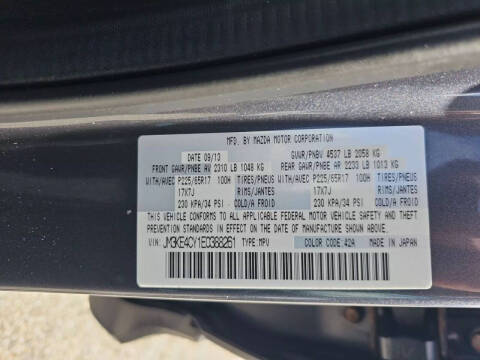 MFD. BY MAZDA MOTOR CORPORATION
DATE 09/13 GVWR/PNBV 4537 LB 2058 KG
FRONT GAWR/PNBE AV 2310 LB 1048 KG REAR GAWR/PNBE AR 2233 LB 1013 KG
WITH/AVEC P225/65R17 100H TIRES/PNEUS WITH/AVEC P225/65R17 100H TIRES/PNEUS
17X7J RIMS/JANTES 17X7J RIMS/JANTES
230 KPA/34 PSI COLD/A FROID 230 KPA/34 PSI COLD/A FROID
THIS VEHICLE CONFORMS TO ALL APPLICABLE FEDERAL MOTOR VEHICLE SAFETY AND THEFT
PREVENTION STANDARDS IN EFFECT ON THE DATE OF MANUFACTURE SHOWN ABOVE.
VIN: JM3KE4CY1E0368261 TYPE:MPV COLOR CODE:42A MADE IN JAPAN